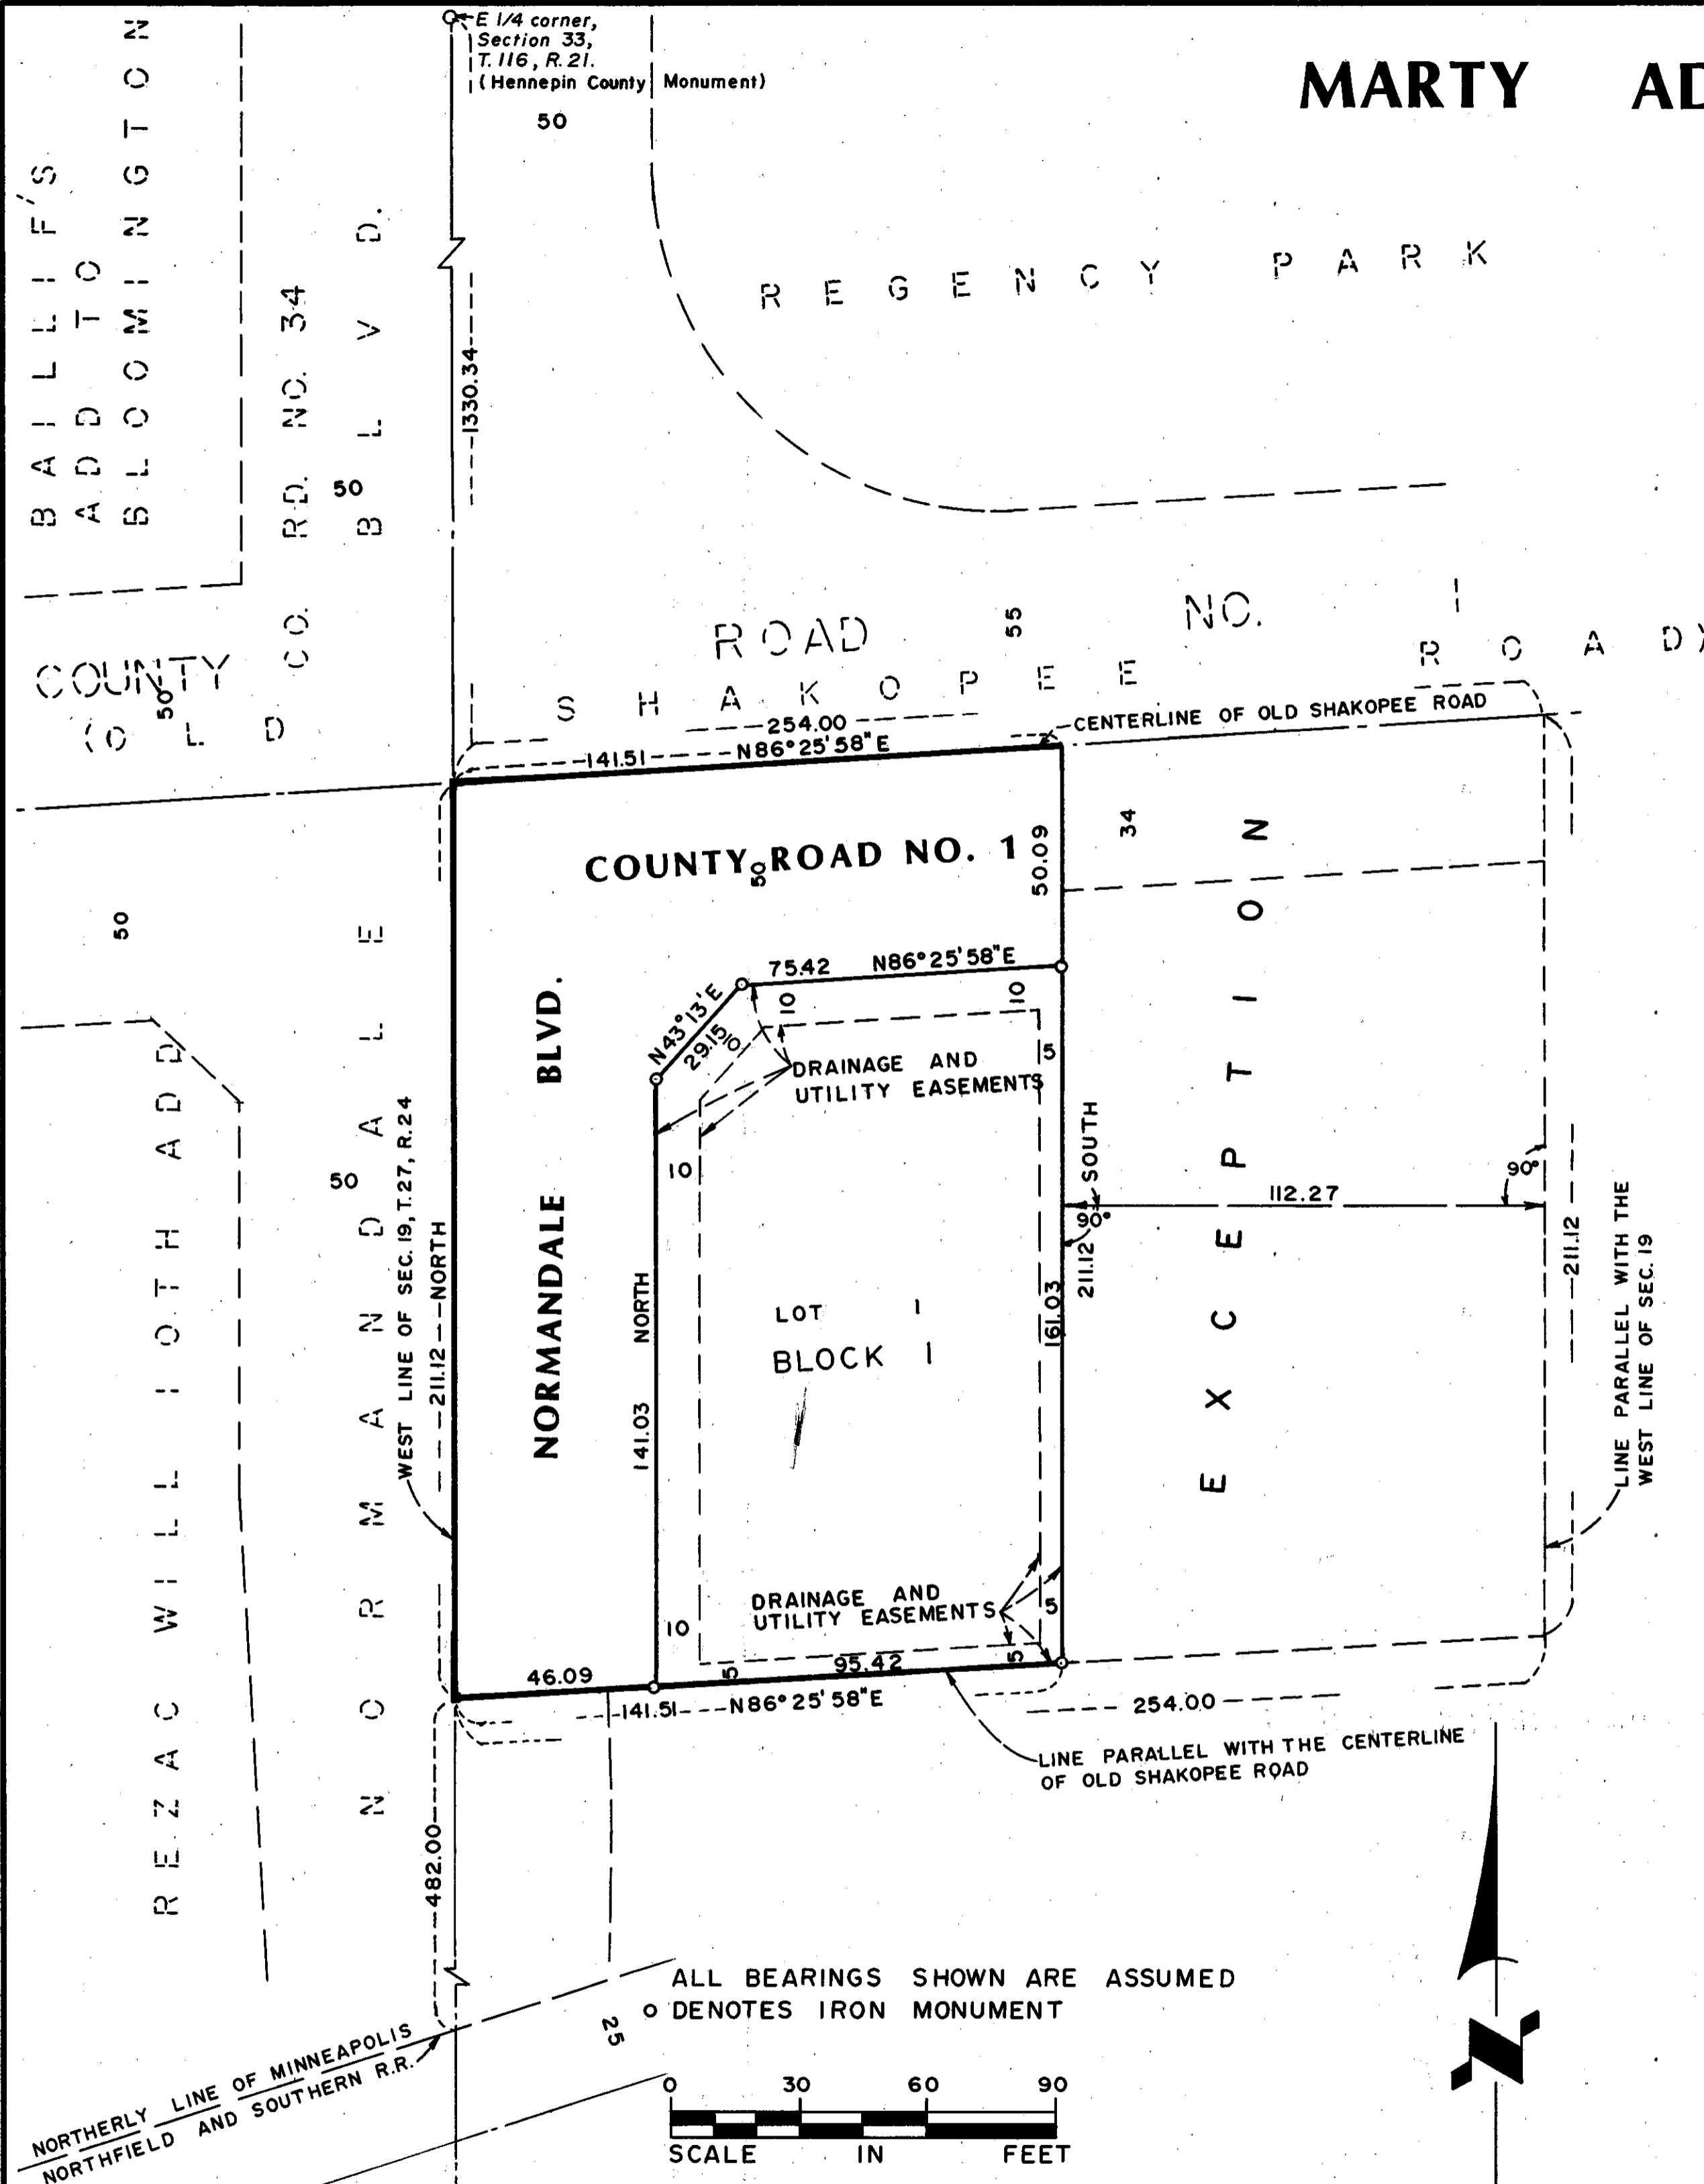 MARTY AD
E 1/4 corner,
Section 33,
T. 116, R. 21.
(Hennepin County Monument)
50
BAILLIF'S
ADD TO
BLOOMINGTON
CO. RD. NO. 34
BLVD.
50
1330.34
REGENCY PARK
COUNTY ROAD NO. 1
55
50
(OLD SHAKOPEE ROAD)
254.00
CENTERLINE OF OLD SHAKOPEE ROAD
141.51 N86°25'58"E
COUNTY ROAD NO. 1
50
50.09
34
50
75.42 N86°25'58"E
N43°13'E
29.15
10
10
10
5
DRAINAGE AND
UTILITY EASEMENTS
NORMANDALE BLVD.
NORMANDALE
50
REZAC WILL 10TH ADD
WEST LINE OF SEC. 19, T. 27, R. 24
211.12 NORTH
10
141.03 NORTH
LOT 1
BLOCK 1
161.03
211.12 SOUTH
90°
112.27
90°
EXCEPTION
211.12
LINE PARALLEL WITH THE
WEST LINE OF SEC. 19
DRAINAGE AND
UTILITY EASEMENTS
10
5
5
5
46.09
95.42
141.51 N86°25'58"E
254.00
LINE PARALLEL WITH THE CENTERLINE
OF OLD SHAKOPEE ROAD
482.00
25
ALL BEARINGS SHOWN ARE ASSUMED
DENOTES IRON MONUMENT
NORTHERLY LINE OF MINNEAPOLIS
NORTHFIELD AND SOUTHERN R.R.
0 30 60 90
SCALE IN FEET
N